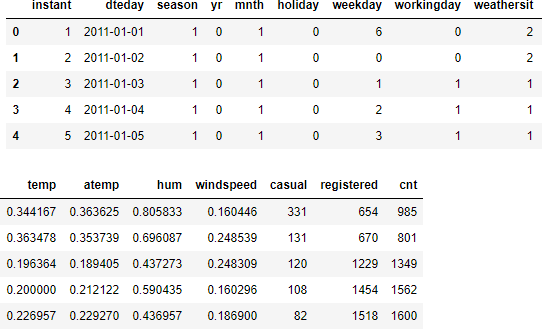 instant dteday season yr mnth holiday weekday workingday weathersit
0 1 2011-01-01 1 0 1 0 6 0 2
1 2 2011-01-02 1 0 1 0 0 0 2
2 3 2011-01-03 1 0 1 0 1 1 1
3 4 2011-01-04 1 0 1 0 2 1 1
4 5 2011-01-05 1 0 1 0 3 1 1
temp atemp hum windspeed casual registered cnt
0.344167 0.363625 0.805833 0.160446 331 654 985
0.363478 0.353739 0.696087 0.248539 131 670 801
0.196364 0.189405 0.437273 0.248309 120 1229 1349
0.200000 0.212122 0.590435 0.160296 108 1454 1562
0.226957 0.229270 0.436957 0.186900 82 1518 1600